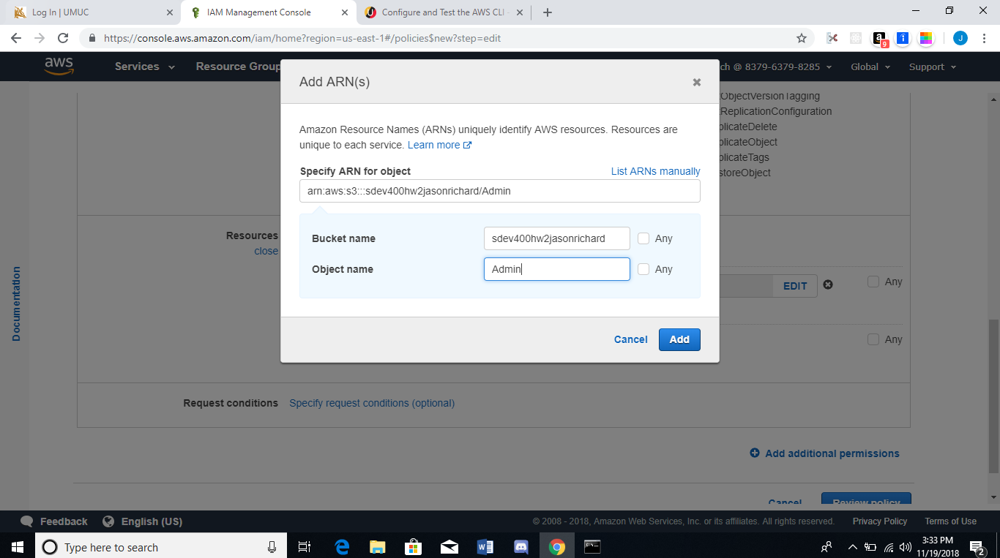 Log In | UMUC
IAM Management Console
Configure and Test the AWS CLI
https://console.aws.amazon.com/iam/home?region=us-east-1#/policies$new?step=edit
a
9
i
J
aws
Services
Resource Group
ch @ 8379-6379-8285
Global
Support
Add ARN(s)
tObjectVersionTagging
tReplicationConfiguration
plicateDelete
plicateObject
plicateTags
storeObject
Amazon Resource Names (ARNs) uniquely identify AWS resources. Resources are
unique to each service. Learn more
Specify ARN for object
List ARNs manually
arn:aws:s3:::sdev400hw2jasonrichard/Admin
Bucket name
sdev400hw2jasonrichard
Any
Object name
Admin
Any
Cancel
Add
Resources
close
EDIT
Any
Any
Documentation
Request conditions
Specify request conditions (optional)
Add additional permissions
Cancel
Review policy
Feedback
English (US)
© 2008 - 2018, Amazon Web Services, Inc. or its affiliates. All rights reserved.
Privacy Policy
Terms of Use
Type here to search
3:33 PM
11/19/2018
2